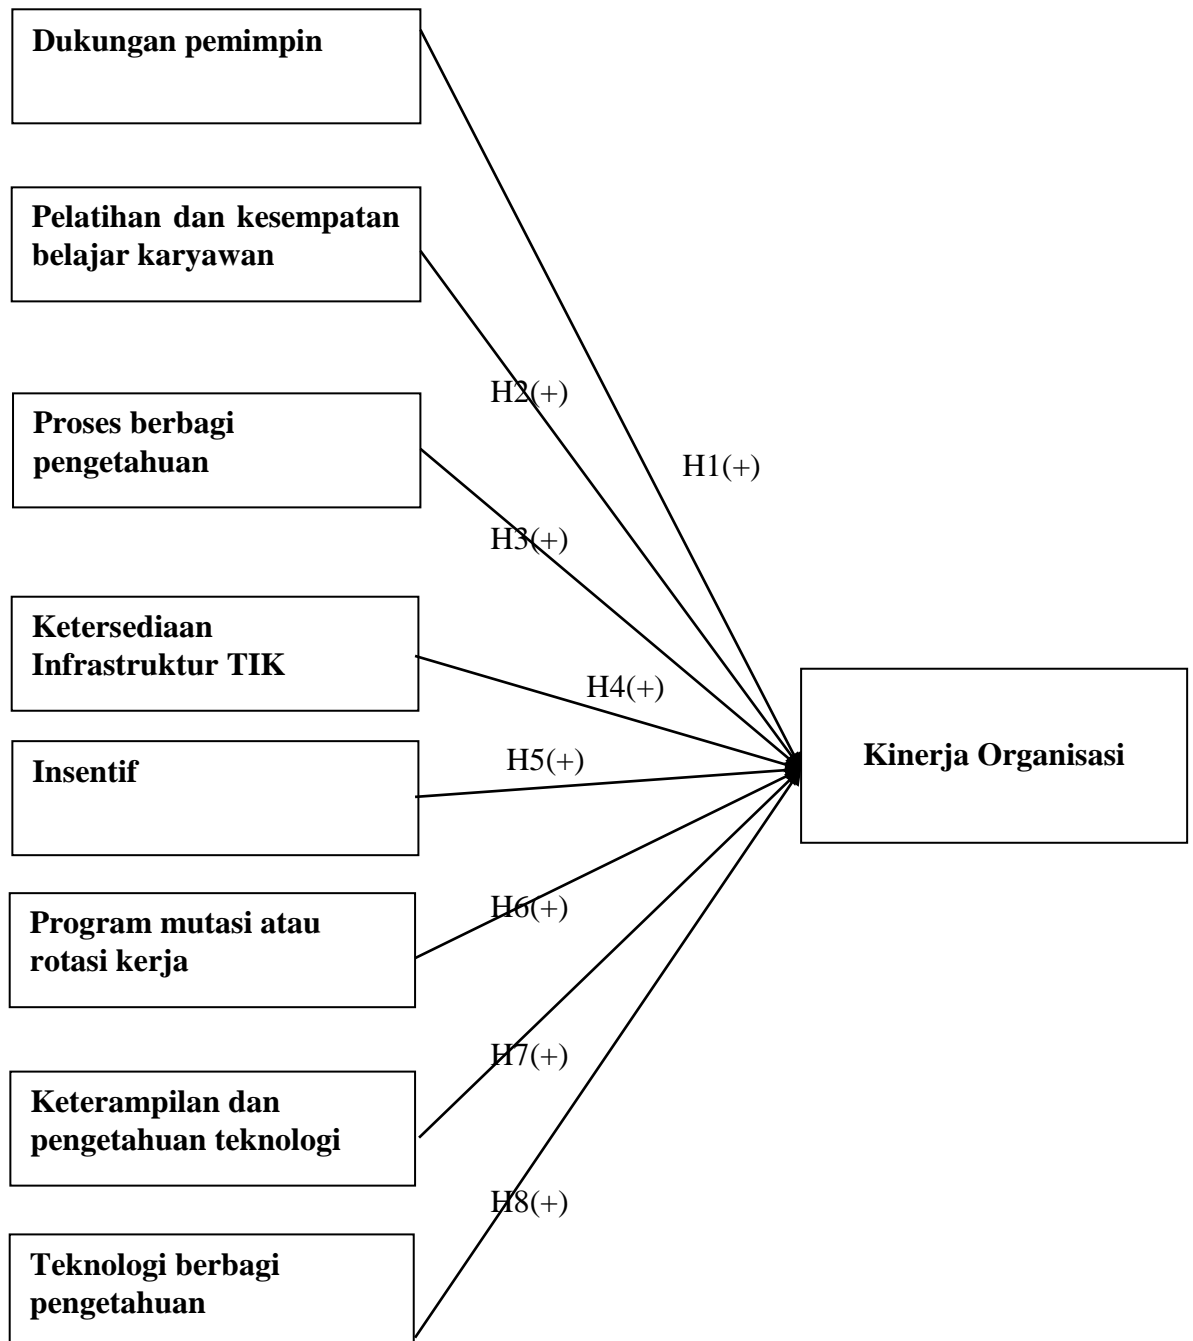 Dukungan pemimpin
Pelatihan dan kesempatan
belajar karyawan
H2(+)
Proses berbagi
pengetahuan
H1(+)
H3(+)
Ketersediaan
Infrastruktur TIK
H4(+)
Kinerja Organisasi
Insentif
H5(+)
Program mutasi atau
rotasi kerja
H6(+)
H7(+)
Keterampilan dan
pengetahuan teknologi
H8(+)
Teknologi berbagi
pengetahuan